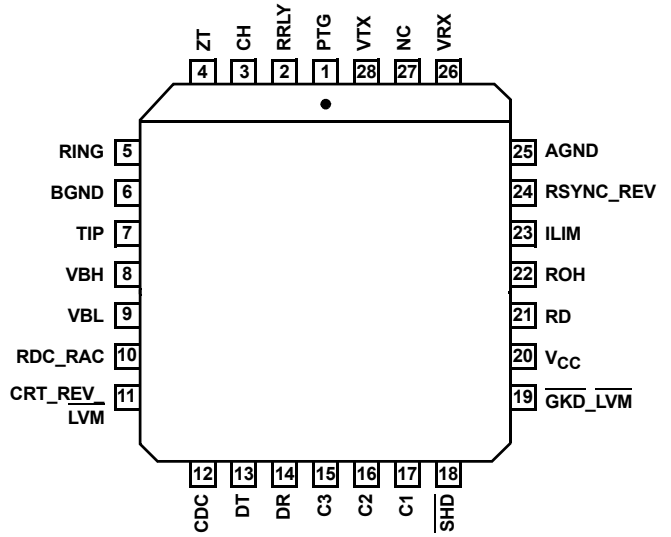 ZT CH RRLY PTG VTX NC VRX
4 3 2 1 28 27 26
RING 5
BGND 6
TIP 7
VBH 8
VBL 9
RDC_RAC 10
CRT_REV_ 11
LVM
25 AGND
24 RSYNC_REV
23 ILIM
22 ROH
21 RD
20 VCC
19 GKD_LVM
12 13 14 15 16 17 18
CDC DT DR C3 C2 C1 SHD